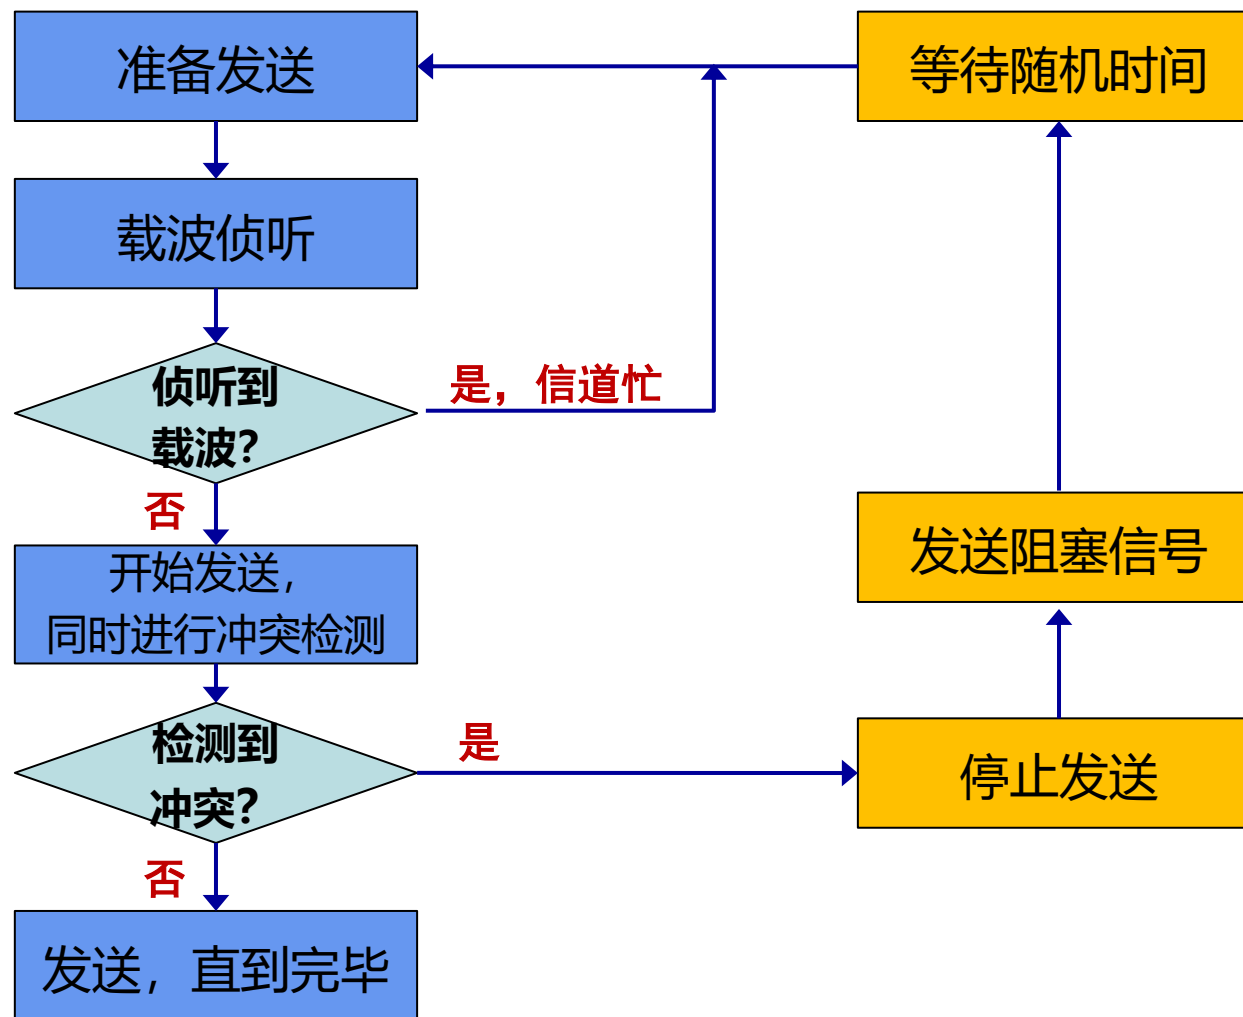 准备发送
等待随机时间
载波侦听
侦听到
载波?
是，信道忙
否
开始发送，
同时进行冲突检测
发送阻塞信号
检测到
冲突?
是
停止发送
否
发送，直到完毕